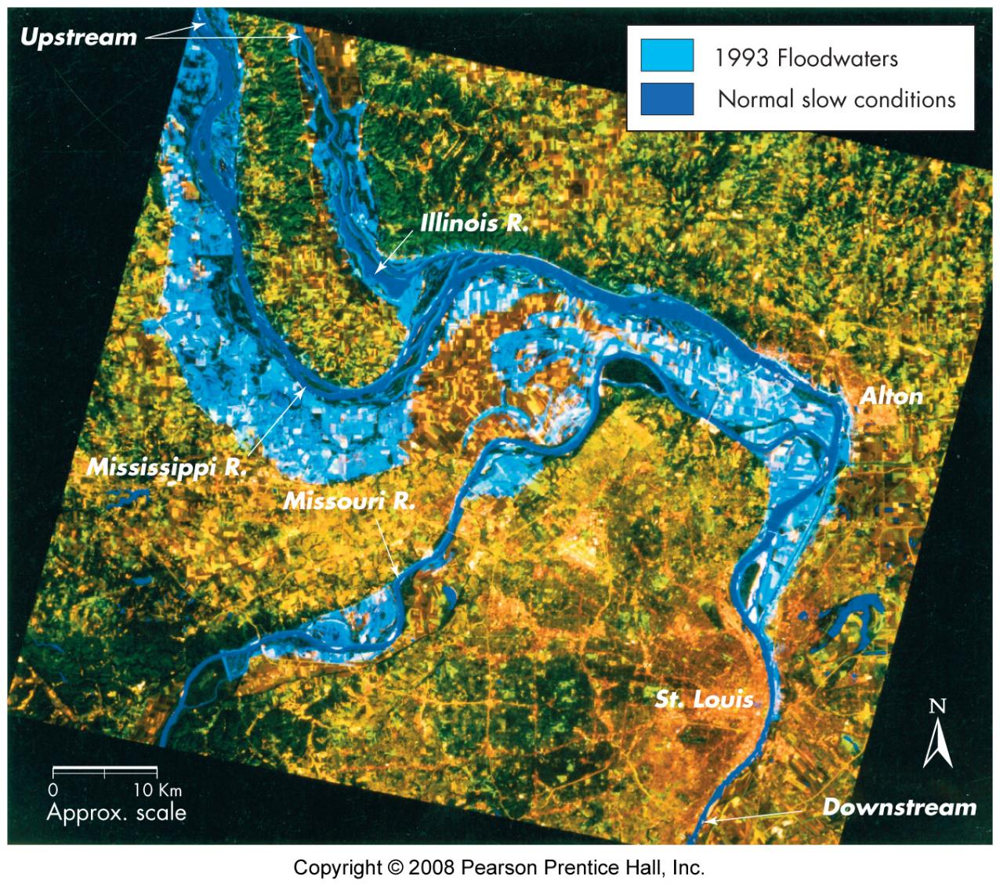 Upstream
1993 Floodwaters
Normal slow conditions
Illinois R.
Alton
Mississippi R.
Missouri R.
St. Louis
N
0 10 Km
Approx. scale
Downstream
Copyright © 2008 Pearson Prentice Hall, Inc.